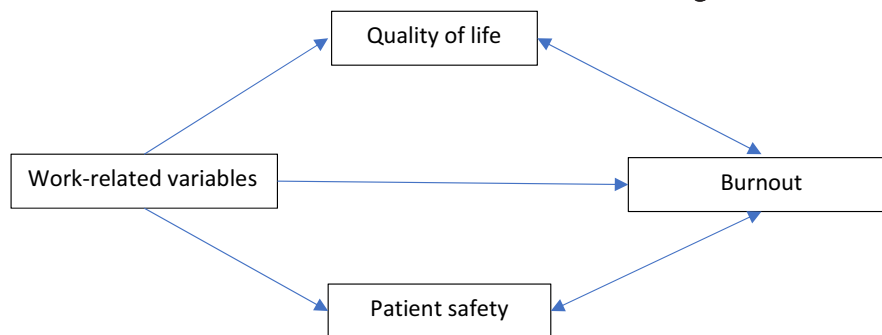 Quality of life
Work-related variables
Burnout
Patient safety